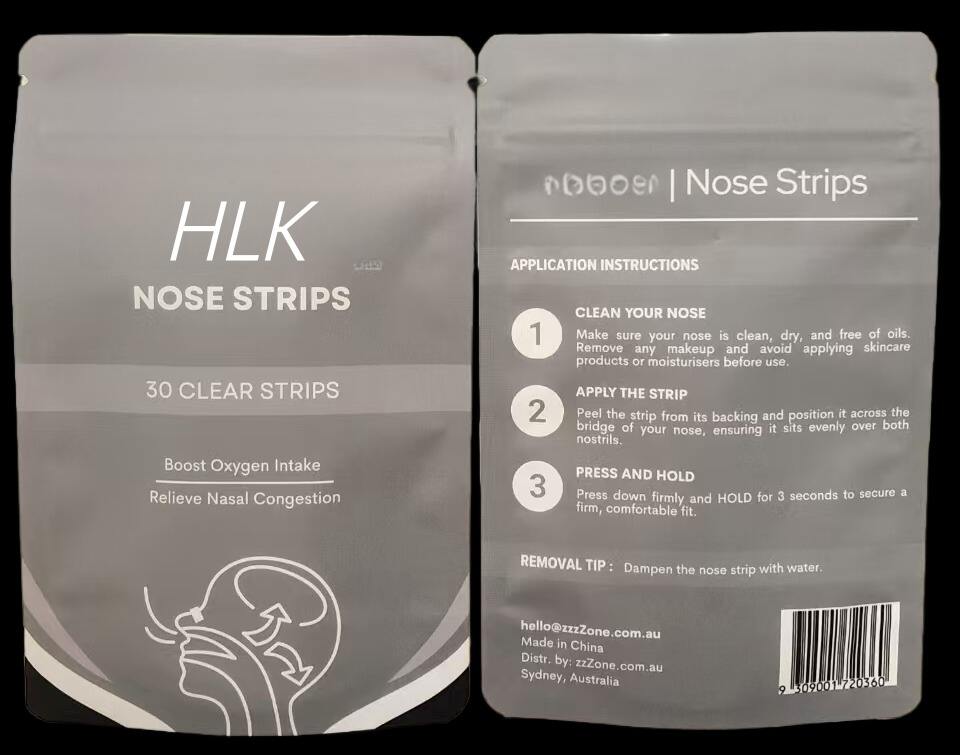 HLK
NOSE STRIPS
30 CLEAR STRIPS
Boost Oxygen Intake
Relieve Nasal Congestion
| Nose Strips
APPLICATION INSTRUCTIONS
1
CLEAN YOUR NOSE
Make sure your nose is clean, dry, and free of oils.
Remove any makeup and avoid applying skincare
products or moisturisers before use.
2
APPLY THE STRIP
Peel the strip from its backing and position it across the
bridge of your nose, ensuring it sits evenly over both
nostrils.
3
PRESS AND HOLD
Press down firmly and HOLD for 3 seconds to secure a
firm, comfortable fit.
REMOVAL TIP : Dampen the nose strip with water.
hello@zzzZone.com.au
Made in China
Distr. by: zzZone.com.au
Sydney, Australia
9 309001 720360